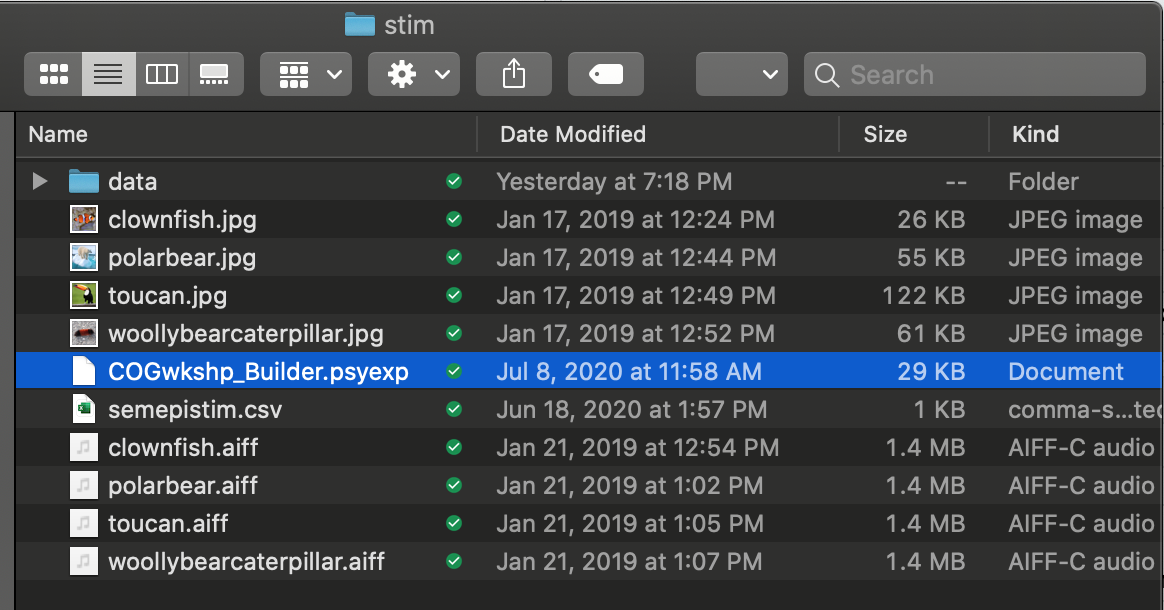 stim
Search
Name Date Modified Size Kind
data Yesterday at 7:18 PM -- Folder
clownfish.jpg Jan 17, 2019 at 12:24 PM 26 KB JPEG image
polarbear.jpg Jan 17, 2019 at 12:44 PM 55 KB JPEG image
toucan.jpg Jan 17, 2019 at 12:49 PM 122 KB JPEG image
woollybearcaterpillar.jpg Jan 17, 2019 at 12:52 PM 61 KB JPEG image
COGwkshp_Builder.psyexp Jul 8, 2020 at 11:58 AM 29 KB Document
semepistim.csv Jun 18, 2020 at 1:57 PM 1 KB comma-s...ted
clownfish.aiff Jan 21, 2019 at 12:54 PM 1.4 MB AIFF-C audio
polarbear.aiff Jan 21, 2019 at 1:02 PM 1.4 MB AIFF-C audio
toucan.aiff Jan 21, 2019 at 1:05 PM 1.4 MB AIFF-C audio
woollybearcaterpillar.aiff Jan 21, 2019 at 1:07 PM 1.4 MB AIFF-C audio